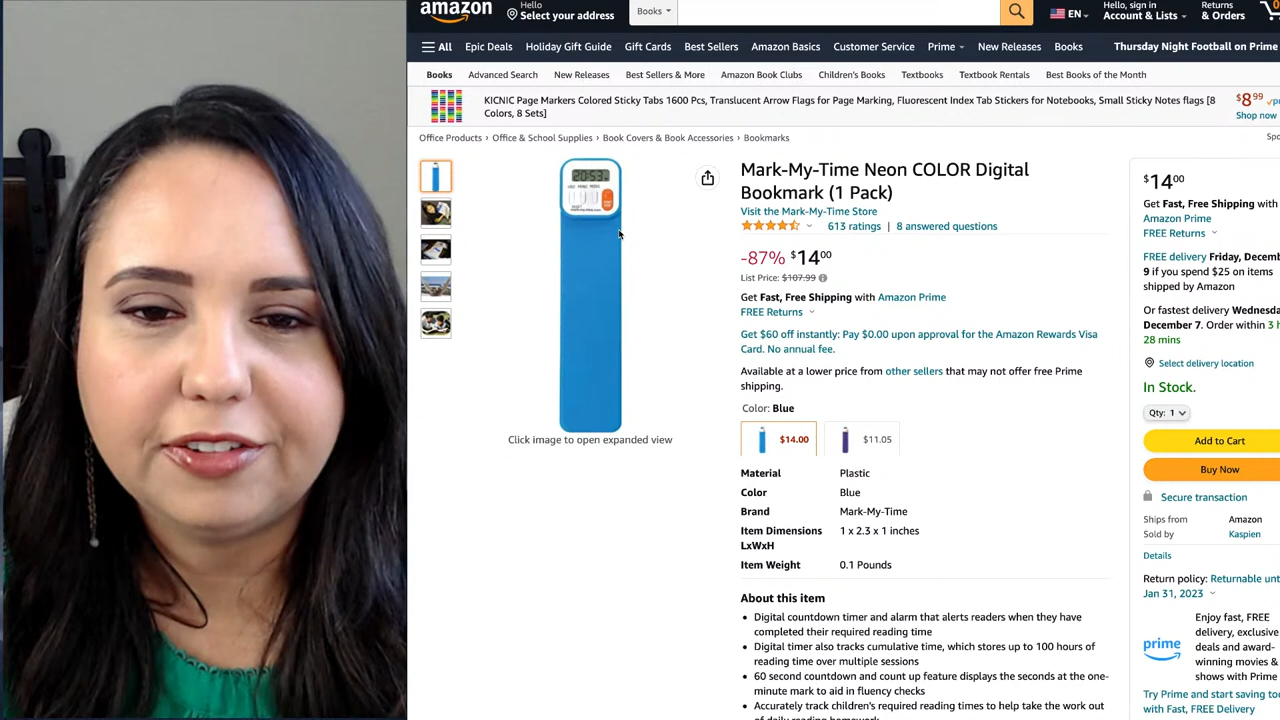 amazon
Hello
Select your address
Books
EN
Hello, sign in
Account & Lists
Returns
& Orders
All
Epic Deals
Holiday Gift Guide
Gift Cards
Best Sellers
Amazon Basics
Customer Service
Prime
New Releases
Books
Thursday Night Football on Prime
Books
Advanced Search
New Releases
Best Sellers & More
Amazon Book Clubs
Children's Books
Textbooks
Textbook Rentals
Best Books of the Month
KICNIC Page Markers Colored Sticky Tabs 1600 Pcs, Translucent Arrow Flags for Page Marking, Fluorescent Index Tab Stickers for Notebooks, Small Sticky Notes flags [8
Colors, 8 Sets]
$8 99
Shop now
Office Products › Office & School Supplies › Book Covers & Book Accessories › Bookmarks
20:53
Click image to open expanded view
Mark-My-Time Neon COLOR Digital
Bookmark (1 Pack)
Visit the Mark-My-Time Store
613 ratings | 8 answered questions
-87% $14 00
List Price: $107.99
Get Fast, Free Shipping with Amazon Prime
FREE Returns
Get $60 off instantly: Pay $0.00 upon approval for the Amazon Rewards Visa
Card. No annual fee.
Available at a lower price from other sellers that may not offer free Prime
shipping.
Color: Blue
$14.00
$11.05
Material Plastic
Color Blue
Brand Mark-My-Time
Item Dimensions 1 x 2.3 x 1 inches
LxWxH
Item Weight 0.1 Pounds
About this item
• Digital countdown timer and alarm that alerts readers when they have
completed their required reading time
• Digital timer also tracks cumulative time, which stores up to 100 hours of
reading time over multiple sessions
• 60 second countdown and count up feature displays the seconds at the one-
minute mark to aid in fluency checks
• Accurately track children's required reading times to help take the work out
of daily reading homework
$14 00
Get Fast, Free Shipping with
Amazon Prime
FREE Returns
FREE delivery Friday, Decemb
9 if you spend $25 on items
shipped by Amazon
Or fastest delivery Wednesda
December 7. Order within 3 h
28 mins
Select delivery location
In Stock.
Qty: 1
Add to Cart
Buy Now
Secure transaction
Ships from Amazon
Sold by Kaspien
Details
Return policy: Returnable unt
Jan 31, 2023
prime
Enjoy fast, FREE
delivery, exclusive
deals and award-
winning movies &
shows with Prime
Try Prime and start saving to
with Fast, FREE Delivery